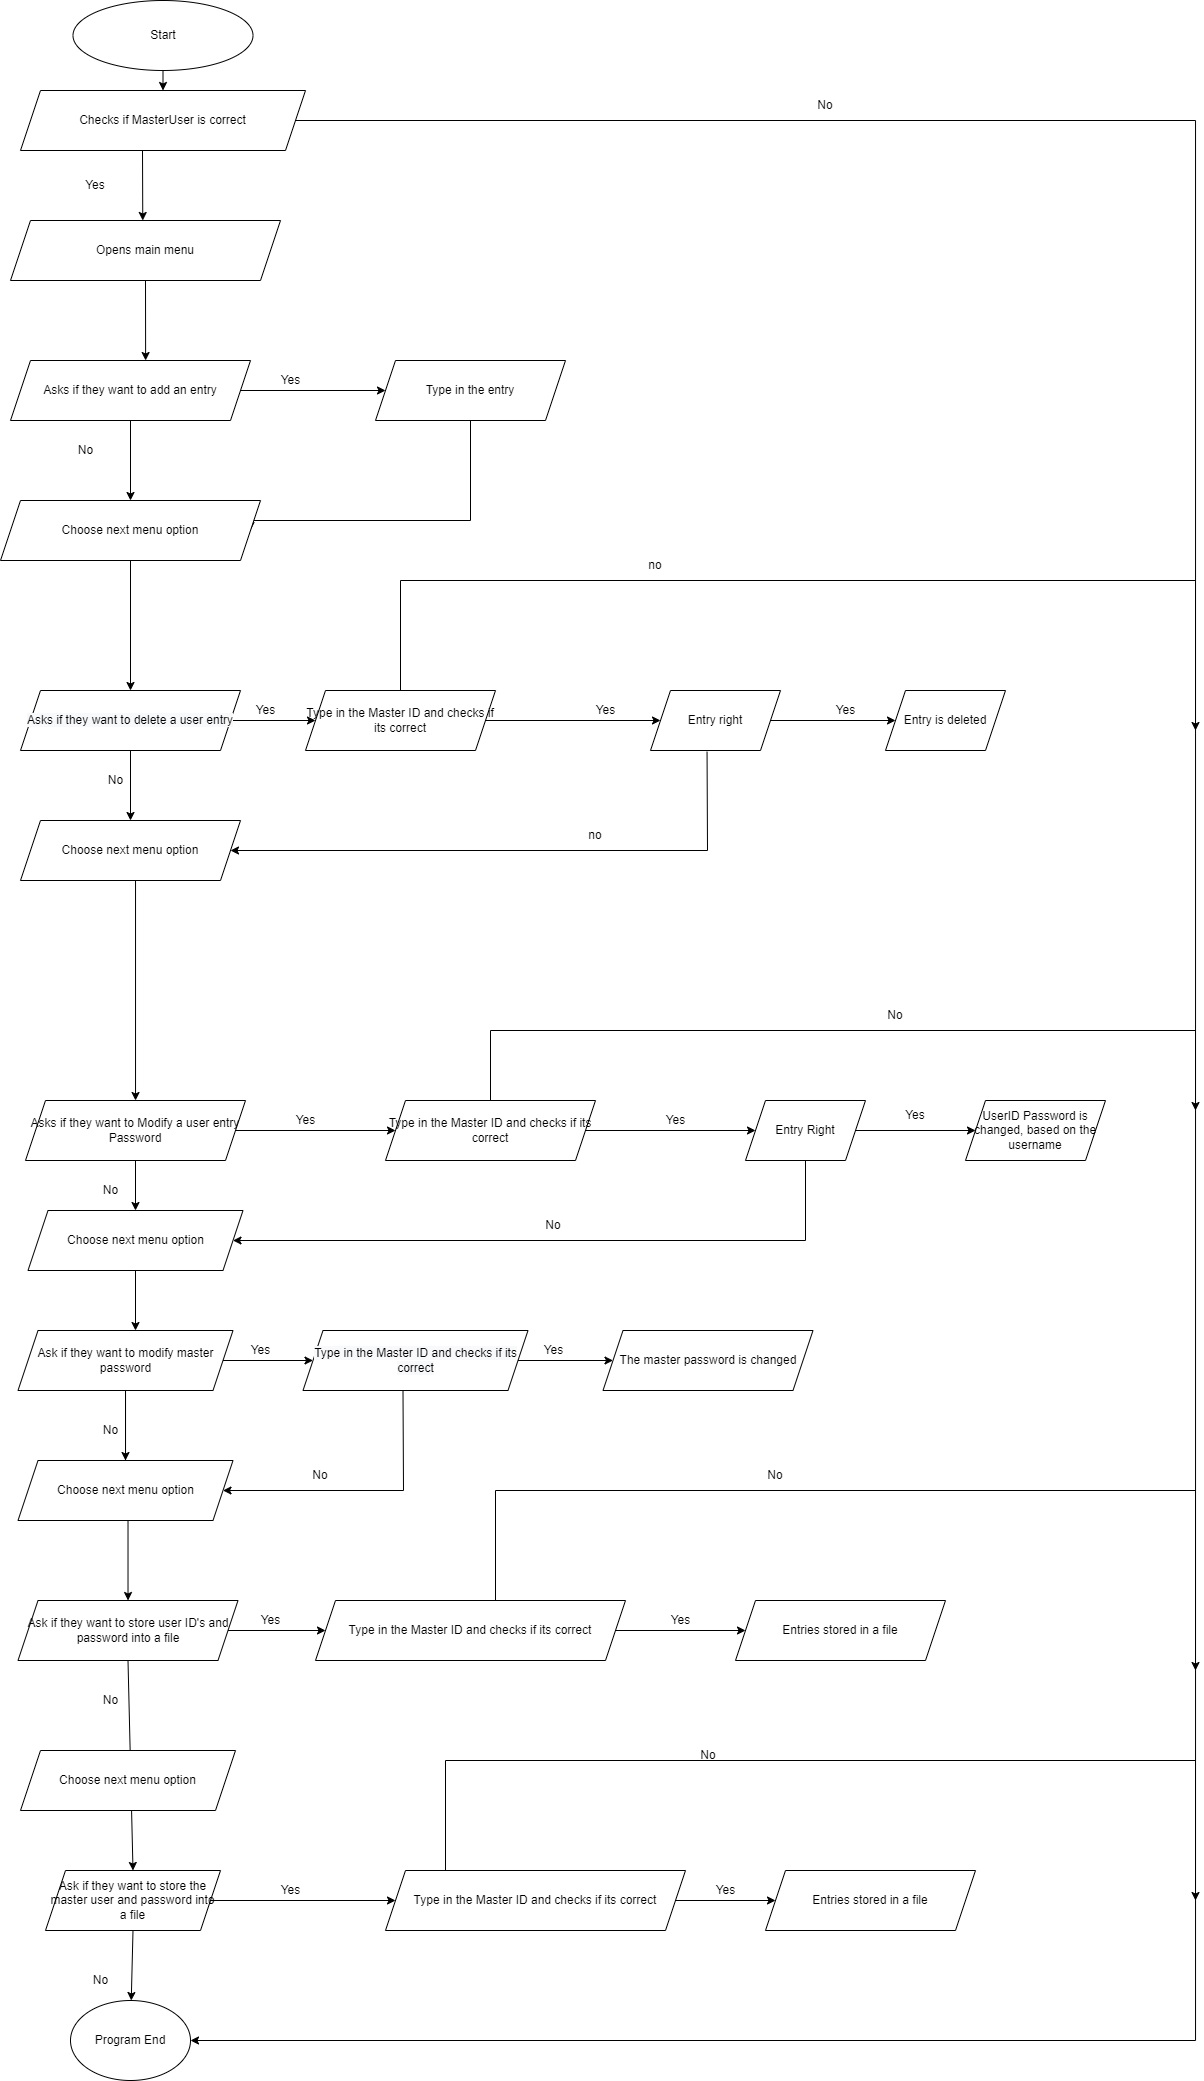 Start
No
Checks if MasterUser is correct
Yes
Opens main menu
Asks if they want to add an entry
Yes
Type in the entry
No
Choose next menu option
no
Asks if they want to delete a user entry
Yes
Type in the Master ID and checks if
its correct
Yes
Entry right
Yes
Entry is deleted
No
no
Choose next menu option
No
Asks if they want to Modify a user entry
Password
Yes
Type in the Master ID and checks if its
correct
Yes
Entry Right
Yes
UserID Password is
changed, based on the
username
No
No
Choose next menu option
Ask if they want to modify master
password
Yes
Type in the Master ID and checks if its
correct
Yes
The master password is changed
No
No
No
Choose next menu option
Ask if they want to store user ID's and
password into a file
Yes
Type in the Master ID and checks if its correct
Yes
Entries stored in a file
No
No
Choose next menu option
Ask if they want to store the
master user and password into
a file
Yes
Type in the Master ID and checks if its correct
Yes
Entries stored in a file
No
Program End